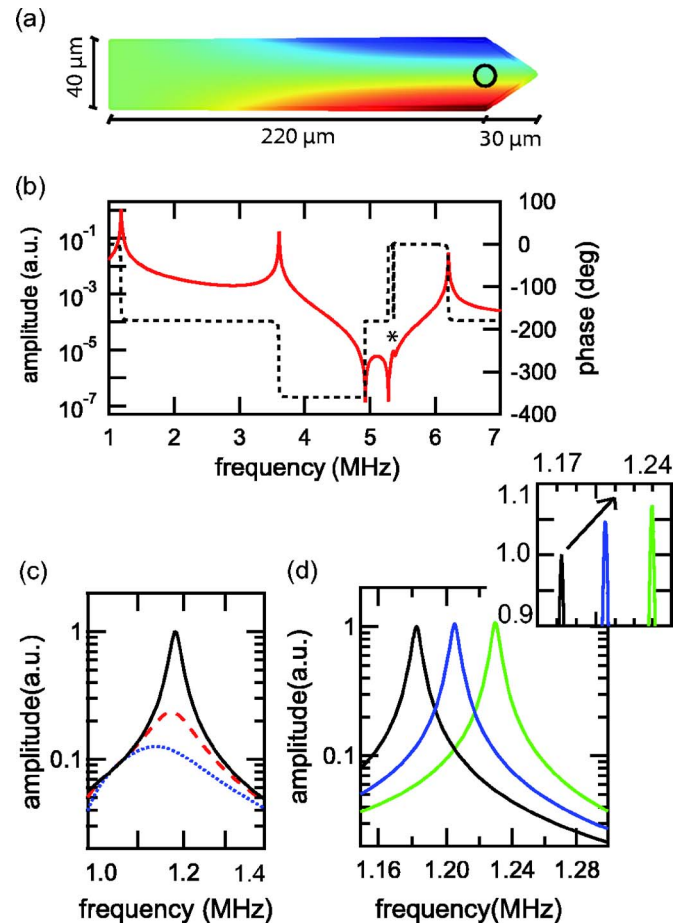 (a)
40 μm
220 μm
30 μm
(b)
amplitude (a.u.)
10⁻¹
10⁻³
10⁻⁵
10⁻⁷
*
100
0
-100
-200
-300
-400
phase (deg)
1 2 3 4 5 6 7
frequency (MHz)
1.17 1.24
1.1
1.0
0.9
(c)
amplitude(a.u.)
1
0.1
1.0 1.2 1.4
frequency (MHz)
(d)
amplitude(a.u.)
1
0.1
1.16 1.20 1.24 1.28
frequency(MHz)